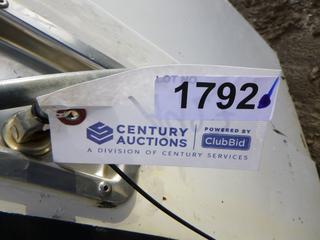 LOT NO.
1792
CENTURY
AUCTIONS
POWERED BY
ClubBid
A DIVISION OF CENTURY SERVICES